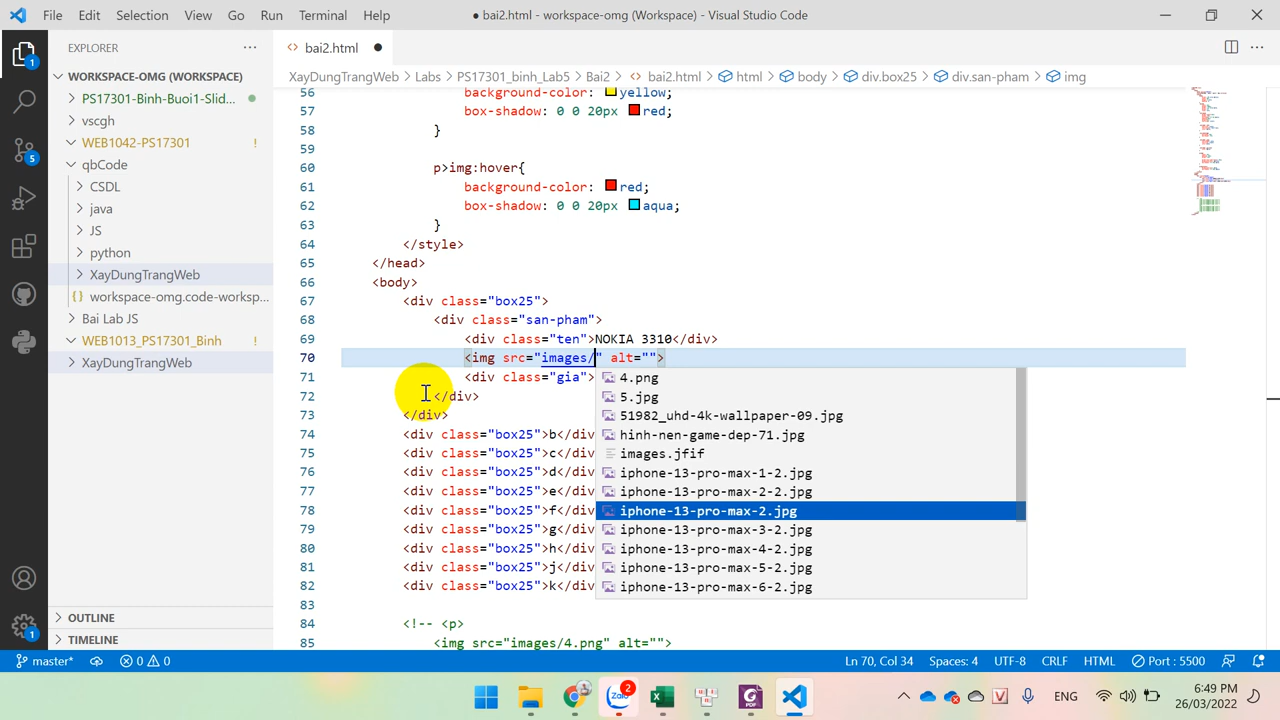 File Edit Selection View Go Run Terminal Help
● bai2.html - workspace-omg (Workspace) - Visual Studio Code
EXPLORER
WORKSPACE-OMG (WORKSPACE)
PS17301-Binh-Buoi1-Slid...
vscgh
WEB1042-PS17301 !
qbCode
CSDL
java
JS
python
XayDungTrangWeb
workspace-omg.code-worksp...
Bai Lab JS
WEB1013_PS17301_Binh !
XayDungTrangWeb
OUTLINE
TIMELINE
1
5
1
bai2.html
XayDungTrangWeb > Labs > PS17301_binh_Lab5 > Bai2 > bai2.html > html > body > div.box25 > div.san-pham > img
56 background-color: yellow;
57 box-shadow: 0 0 20px red;
58 }
59
60 p>img:hover{
61 background-color: red;
62 box-shadow: 0 0 20px aqua;
63 }
64 </style>
65 </head>
66 <body>
67 <div class="box25">
68 <div class="san-pham">
69 <div class="ten">NOKIA 3310</div>
70 <img src="images/" alt="">
71 <div class="gia">
72 </div>
73 </div>
74 <div class="box25">b</div
75 <div class="box25">c</div
76 <div class="box25">d</div
77 <div class="box25">e</div
78 <div class="box25">f</div
79 <div class="box25">g</div
80 <div class="box25">h</div
81 <div class="box25">j</div
82 <div class="box25">k</div
83
84 <!-- <p>
85 <img src="images/4.png" alt="">
4.png
5.jpg
51982_uhd-4k-wallpaper-09.jpg
hinh-nen-game-dep-71.jpg
images.jfif
iphone-13-pro-max-1-2.jpg
iphone-13-pro-max-2-2.jpg
iphone-13-pro-max-2.jpg
iphone-13-pro-max-3-2.jpg
iphone-13-pro-max-4-2.jpg
iphone-13-pro-max-5-2.jpg
iphone-13-pro-max-6-2.jpg
master* 0 0 Ln 70, Col 34 Spaces: 4 UTF-8 CRLF HTML Port : 5500
Zalo 2 PDF V ENG 6:49 PM
26/03/2022